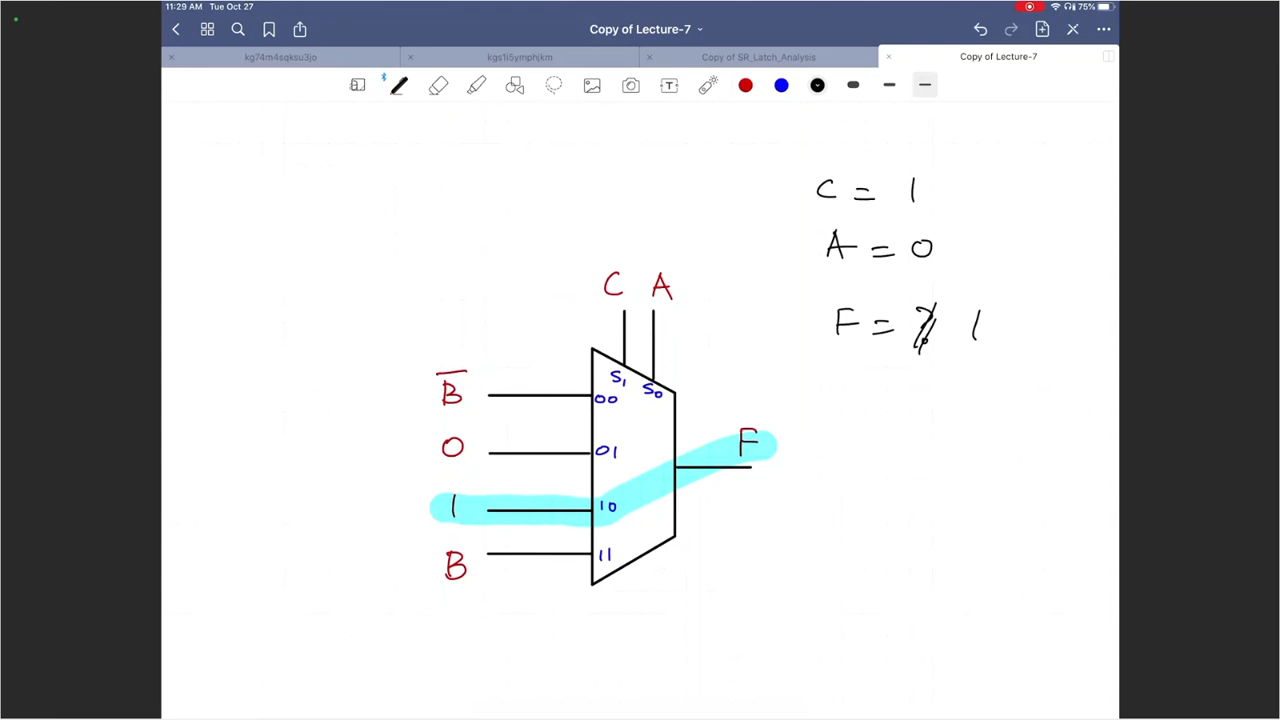 11:29 AM Tue Oct 27
75%
Copy of Lecture-7
kg74m4sqksu3jo
kgs1i5ymphjkm
Copy of SR_Latch_Analysis
Copy of Lecture-7
T
C = 1
A = 0
F = ? 1
C A
S1 S0
B̅ 00
0 01
F
1 10
B 11